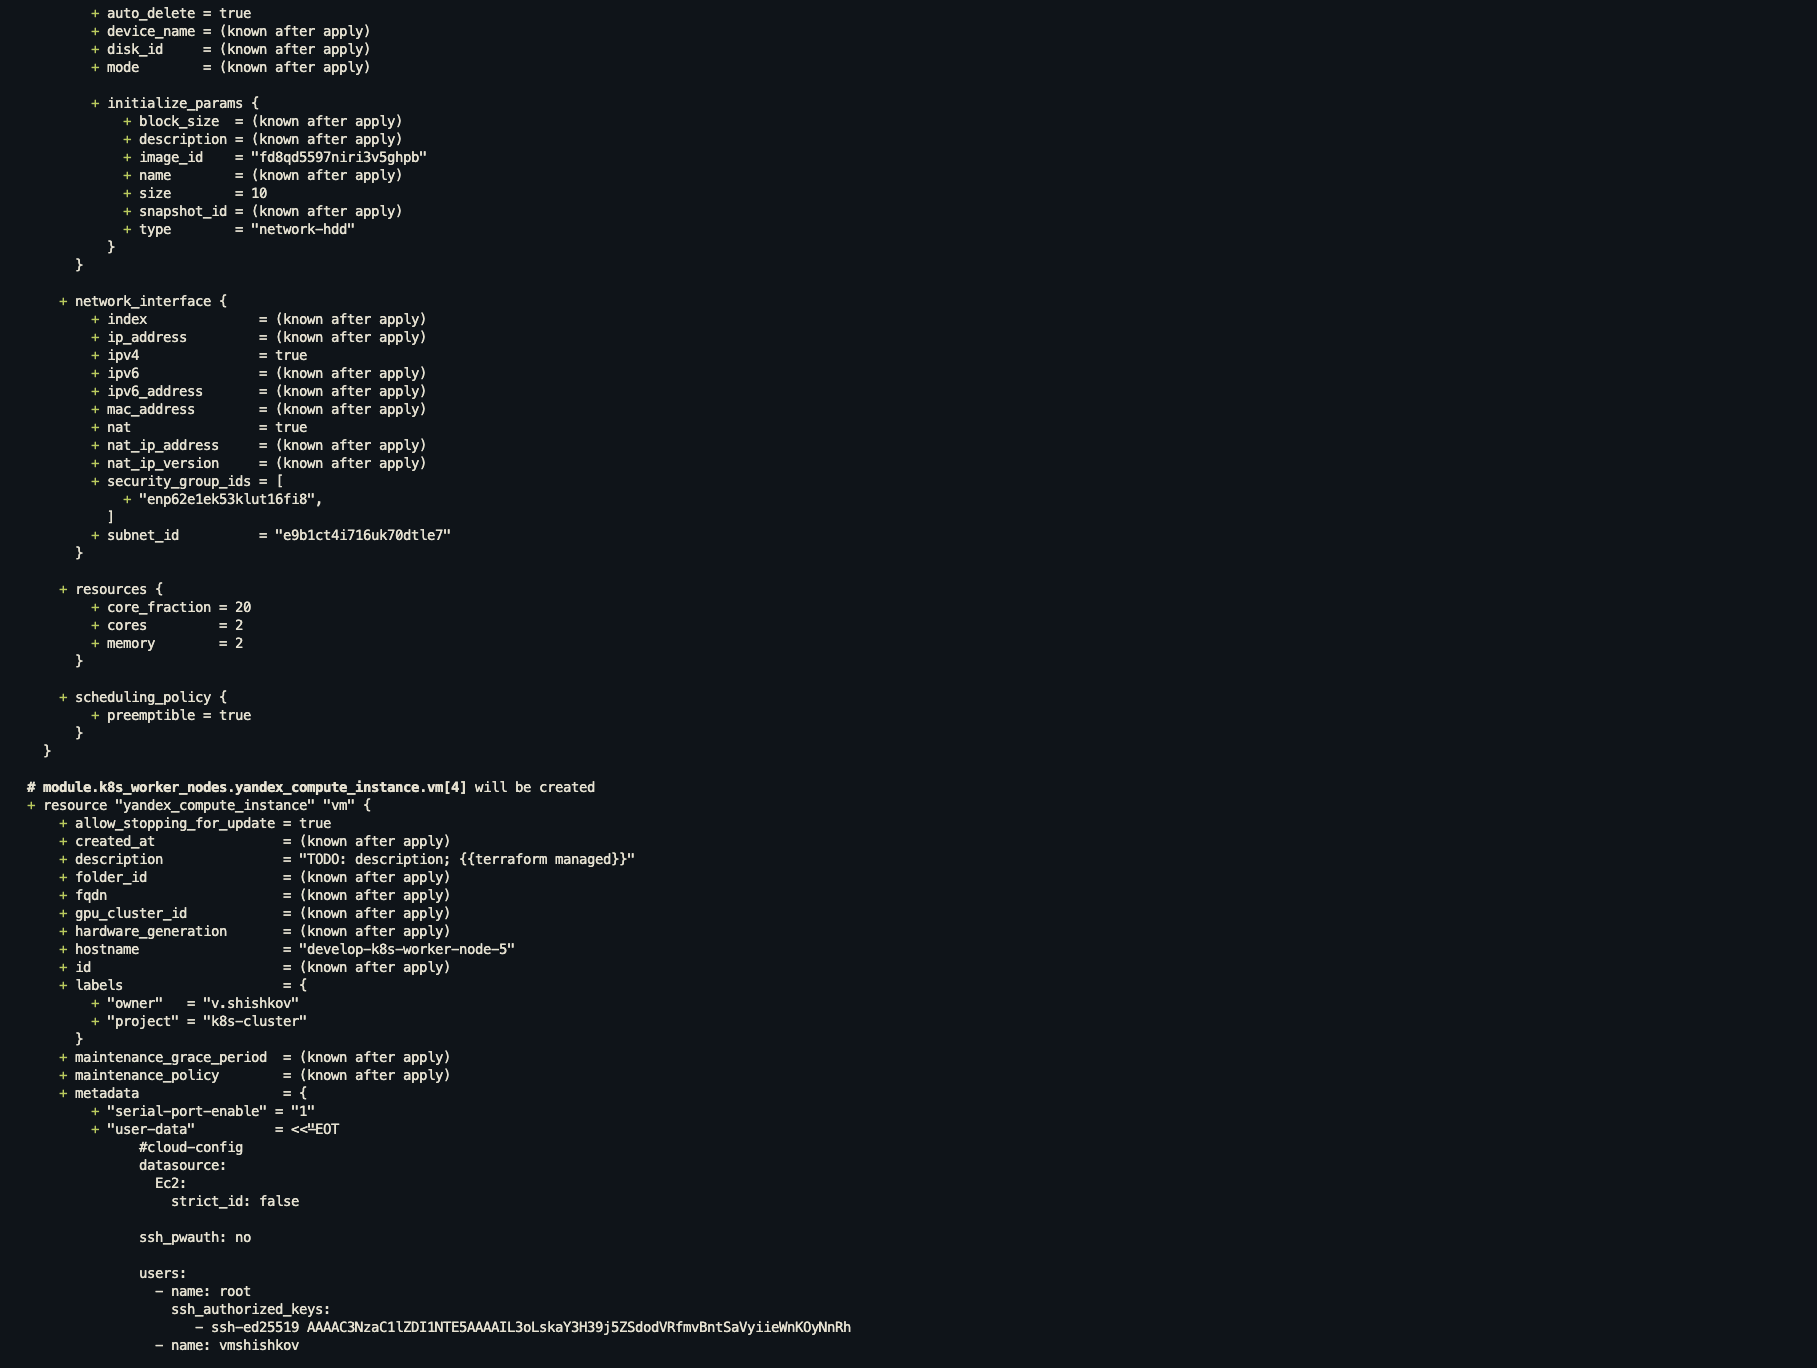 + auto_delete = true
+ device_name = (known after apply)
+ disk_id     = (known after apply)
+ mode        = (known after apply)
+ initialize_params {
+ block_size  = (known after apply)
+ description = (known after apply)
+ image_id    = "fd8qd5597niri3v5ghpb"
+ name        = (known after apply)
+ size        = 10
+ snapshot_id = (known after apply)
+ type        = "network-hdd"
}
}
+ network_interface {
+ index              = (known after apply)
+ ip_address         = (known after apply)
+ ipv4               = true
+ ipv6               = (known after apply)
+ ipv6_address       = (known after apply)
+ mac_address        = (known after apply)
+ nat                = true
+ nat_ip_address     = (known after apply)
+ nat_ip_version     = (known after apply)
+ security_group_ids = [
+ "enp62e1ek53klut16fi8",
]
+ subnet_id          = "e9b1ct4i716uk70dtle7"
}
+ resources {
+ core_fraction = 20
+ cores         = 2
+ memory        = 2
}
+ scheduling_policy {
+ preemptible = true
}
}
# module.k8s_worker_nodes.yandex_compute_instance.vm[4] will be created
+ resource "yandex_compute_instance" "vm" {
+ allow_stopping_for_update = true
+ created_at                = (known after apply)
+ description               = "TODO: description; {{terraform managed}}"
+ folder_id                 = (known after apply)
+ fqdn                      = (known after apply)
+ gpu_cluster_id            = (known after apply)
+ hardware_generation       = (known after apply)
+ hostname                  = "develop-k8s-worker-node-5"
+ id                        = (known after apply)
+ labels                    = {
+ "owner"   = "v.shishkov"
+ "project" = "k8s-cluster"
}
+ maintenance_grace_period  = (known after apply)
+ maintenance_policy        = (known after apply)
+ metadata                  = {
+ "serial-port-enable" = "1"
+ "user-data"          = <<-EOT
#cloud-config
datasource:
Ec2:
strict_id: false
ssh_pwauth: no
users:
- name: root
ssh_authorized_keys:
- ssh-ed25519 AAAAC3NzaC1lZDI1NTE5AAAAIL3oLskaY3H39j5ZSdodVRfmvBntSaVyiieWnKOyNnRh
- name: vmshishkov